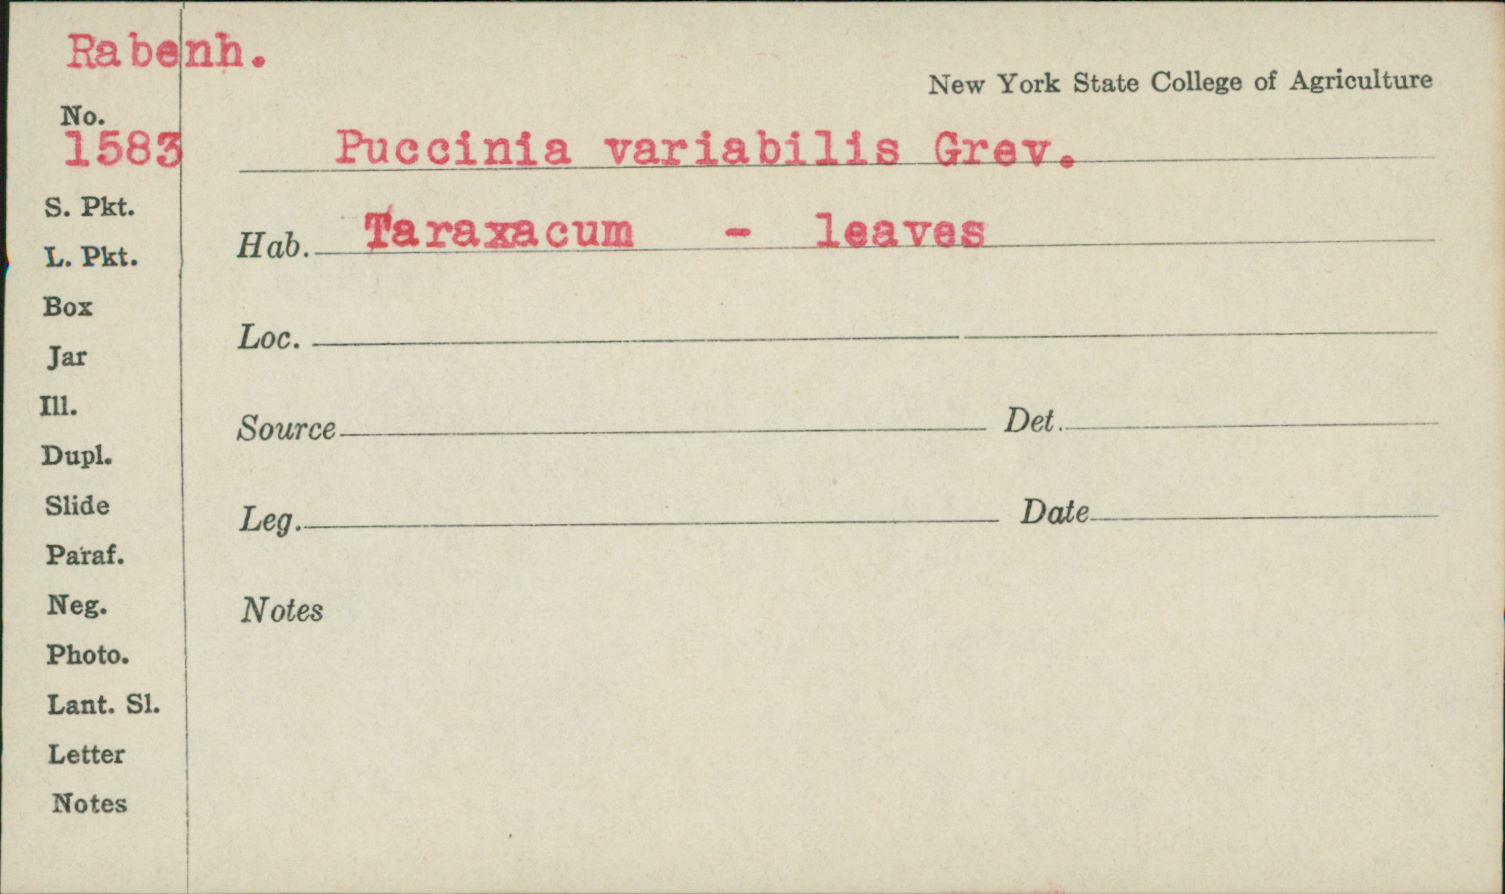 Rabenh.
New York State College of Agriculture
No.
1583
Puccinia variabilis Grev.
S. Pkt.
Hab. Taraxacum - leaves
L. Pkt.
Box
Loc.
Jar
Ill.
Source Det.
Dupl.
Slide
Leg. Date
Paraf.
Neg.
Notes
Photo.
Lant. Sl.
Letter
Notes